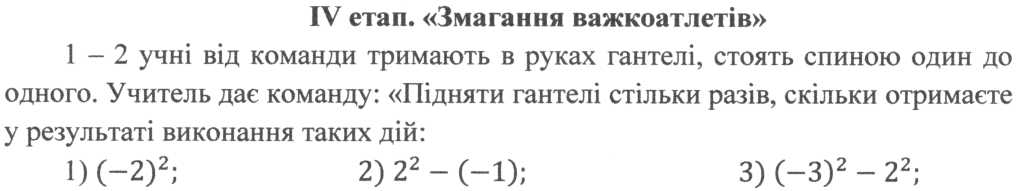 IV етап. «Змагання важкоатлетів»
1 – 2 учні від команди тримають в руках гантелі, стоять спиною один до
одного. Учитель дає команду: «Підняти гантелі стільки разів, скільки отримаєте
у результаті виконання таких дій:
1) (−2)²; 2) 2² − (−1); 3) (−3)² − 2²;